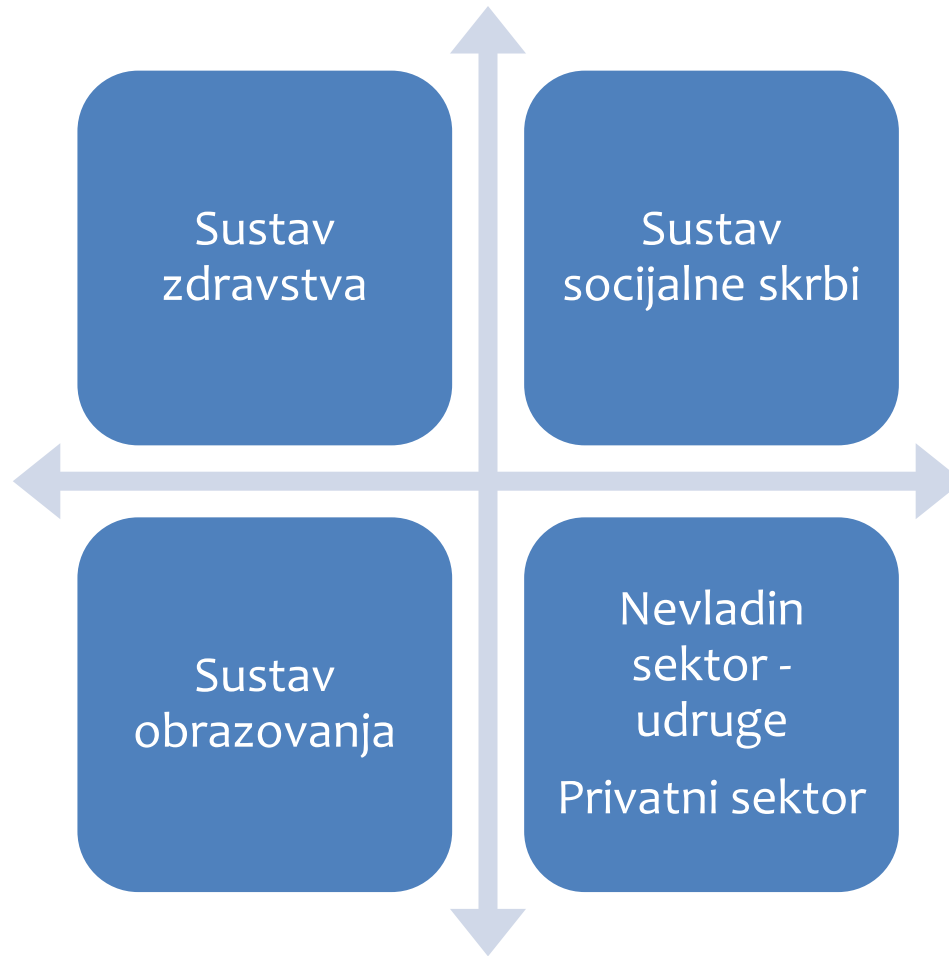 Sustav
zdravstva
Sustav
socijalne skrbi
Sustav
obrazovanja
Nevladin
sektor -
udruge
Privatni sektor